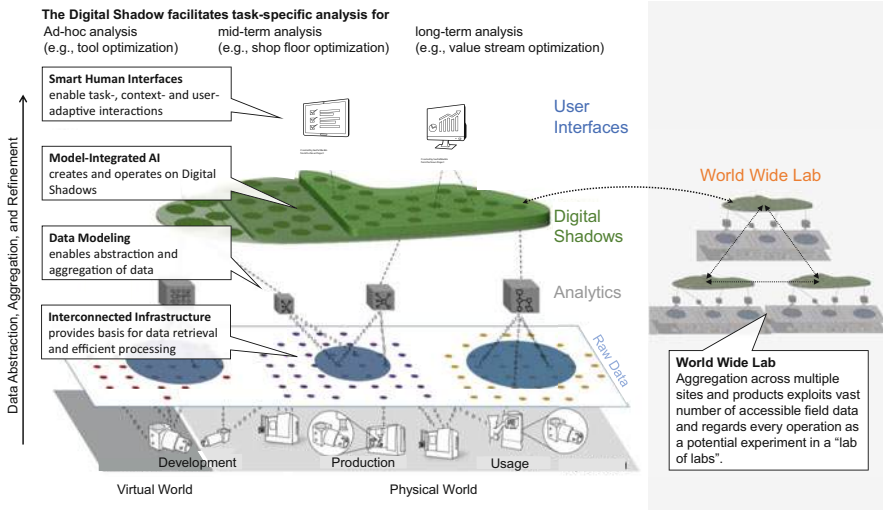 The Digital Shadow facilitates task-specific analysis for
Ad-hoc analysis
(e.g., tool optimization)
mid-term analysis
(e.g., shop floor optimization)
long-term analysis
(e.g., value stream optimization)
Data Abstraction, Aggregation, and Refinement
Smart Human Interfaces
enable task-, context- and user-
adaptive interactions
User
Interfaces
Model-Integrated AI
creates and operates on Digital
Shadows
Digital
Shadows
Data Modeling
enables abstraction and
aggregation of data
Analytics
Interconnected Infrastructure
provides basis for data retrieval
and efficient processing
Raw Data
Development
Production
Usage
Virtual World
Physical World
World Wide Lab
World Wide Lab
Aggregation across multiple
sites and products exploits vast
number of accessible field data
and regards every operation as
a potential experiment in a “lab
of labs”.